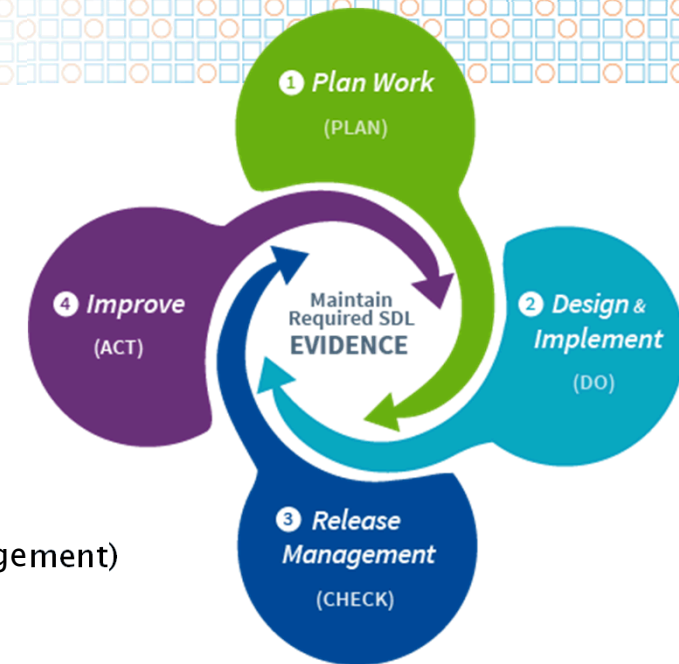 1 Plan Work
(PLAN)
4 Improve
(ACT)
Maintain
Required SDL
EVIDENCE
2 Design &
Implement
(DO)
3 Release
Management
(CHECK)
gement)